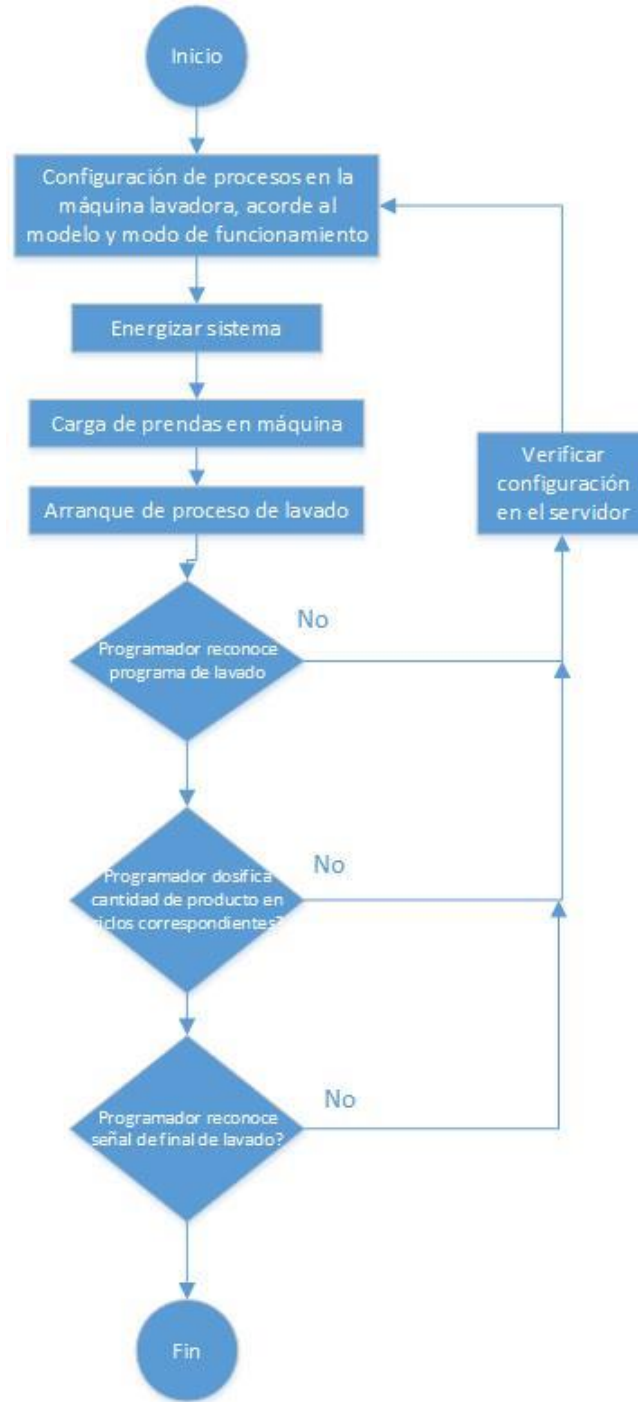 Inicio
Configuración de procesos en la
máquina lavadora, acorde al
modelo y modo de funcionamiento
Energizar sistema
Carga de prendas en máquina
Verificar
configuración
en el servidor
Arranque de proceso de lavado
No
Programador reconoce
programa de lavado
No
Programador dosifica
cantidad de producto en
ciclos correspondientes?
No
Programador reconoce
señal de final de lavado?
Fin